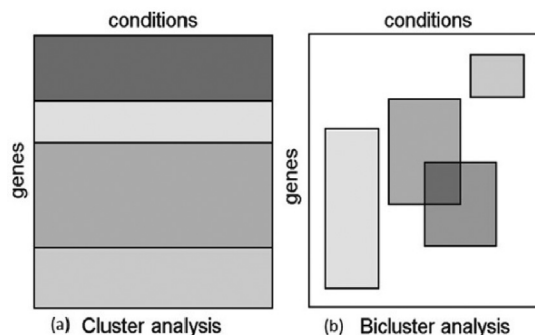 conditions
genes
(a) Cluster analysis
conditions
genes
(b) Bicluster analysis